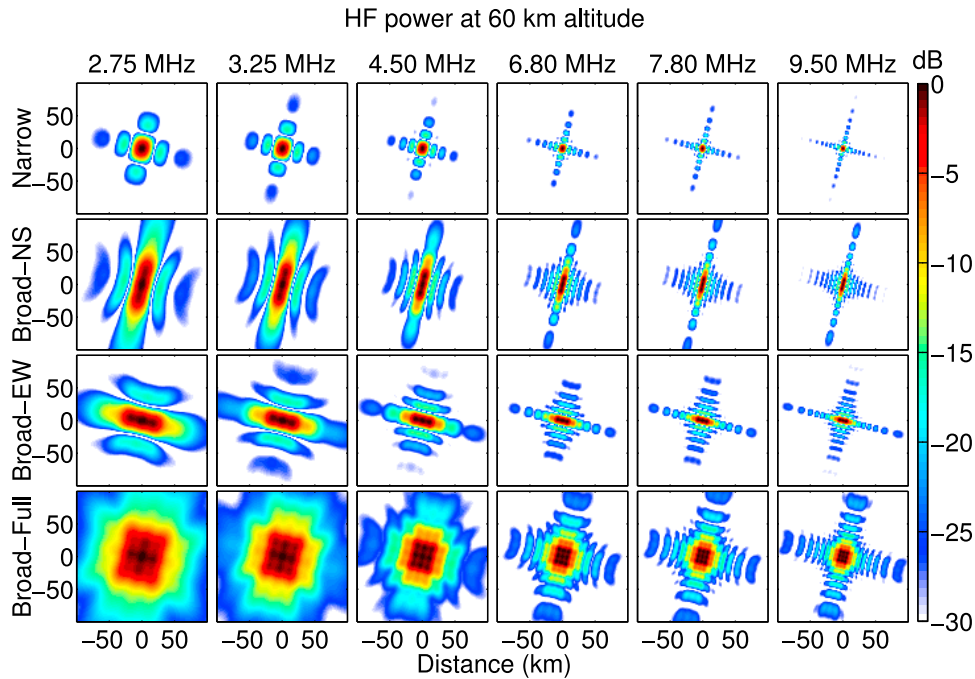 HF power at 60 km altitude
2.75 MHz 3.25 MHz 4.50 MHz 6.80 MHz 7.80 MHz 9.50 MHz dB
Narrow
50
0
−50
Broad−NS
50
0
−50
Broad−EW
50
0
−50
Broad−Full
50
0
−50
0
−5
−10
−15
−20
−25
−30
−50 0 50 −50 0 50 −50 0 50 −50 0 50 −50 0 50 −50 0 50
Distance (km)